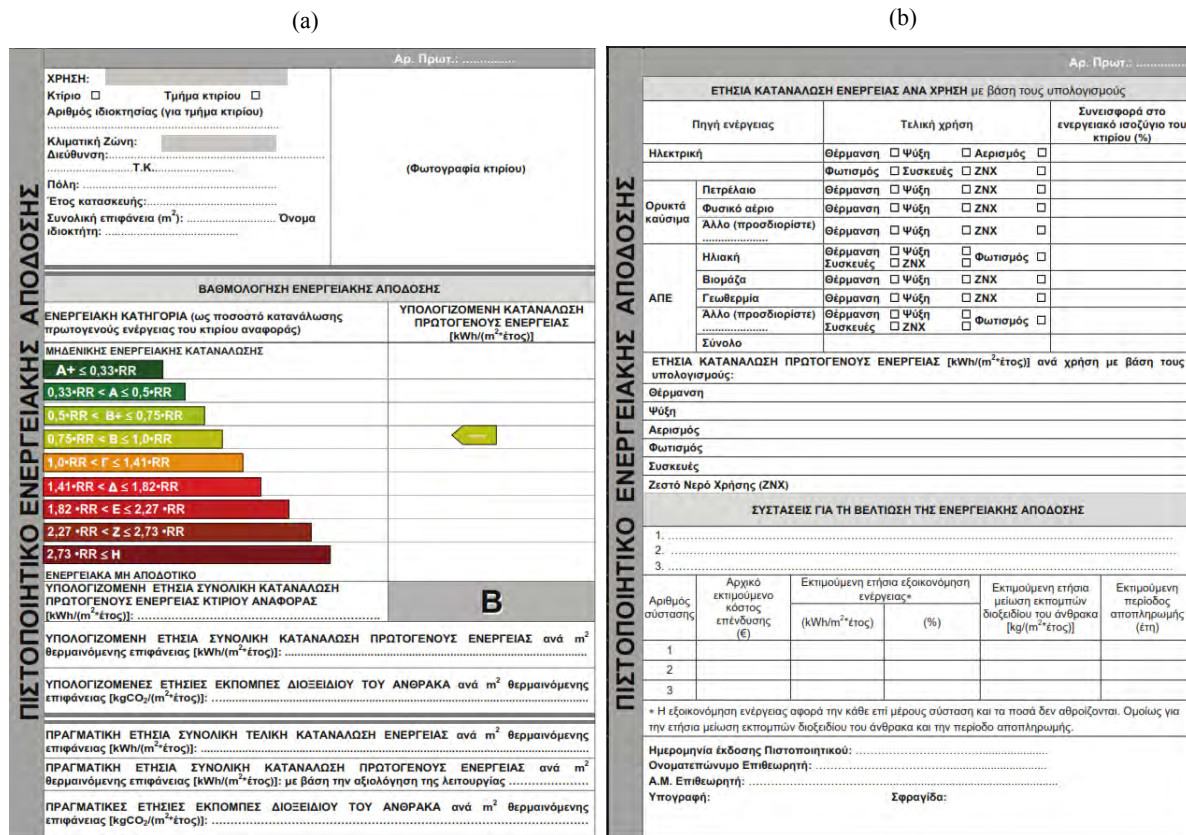 (a)
ΠΙΣΤΟΠΟΙΗΤΙΚΟ ΕΝΕΡΓΕΙΑΚΗΣ ΑΠΟΔΟΣΗΣ
Αρ. Πρωτ.: ...............
ΧΡΗΣΗ:
Κτίριο ☐ Τμήμα κτιρίου ☐
Αριθμός ιδιοκτησίας (για τμήμα κτιρίου)
..........................................................
Κλιματική Ζώνη:
Διεύθυνση:......................................................
.....................Τ.Κ......................
Πόλη: ................................................
Έτος κατασκευής:.................................
Συνολική επιφάνεια (m²): ...................... Όνομα
ιδιοκτήτη: ........................................
(Φωτογραφία κτιρίου)
ΒΑΘΜΟΛΟΓΗΣΗ ΕΝΕΡΓΕΙΑΚΗΣ ΑΠΟΔΟΣΗΣ
ΕΝΕΡΓΕΙΑΚΗ ΚΑΤΗΓΟΡΙΑ (ως ποσοστό κατανάλωσης
πρωτογενούς ενέργειας του κτιρίου αναφοράς)
ΥΠΟΛΟΓΙΖΟΜΕΝΗ ΚΑΤΑΝΑΛΩΣΗ
ΠΡΩΤΟΓΕΝΟΥΣ ΕΝΕΡΓΕΙΑΣ
[kWh/(m²*έτος)]
ΜΗΔΕΝΙΚΗΣ ΕΝΕΡΓΕΙΑΚΗΣ ΚΑΤΑΝΑΛΩΣΗΣ
A+ ≤ 0,33•RR
0,33•RR < A ≤ 0,5•RR
0,5•RR < B+ ≤ 0,75•RR
0,75•RR < B ≤ 1,0•RR
1,0•RR < Γ ≤ 1,41•RR
1,41•RR < Δ ≤ 1,82•RR
1,82 •RR < E ≤ 2,27 •RR
2,27 •RR < Z ≤ 2,73 •RR
2,73 •RR ≤ H
ΕΝΕΡΓΕΙΑΚΑ ΜΗ ΑΠΟΔΟΤΙΚΟ
ΥΠΟΛΟΓΙΖΟΜΕΝΗ ΕΤΗΣΙΑ ΣΥΝΟΛΙΚΗ ΚΑΤΑΝΑΛΩΣΗ
ΠΡΩΤΟΓΕΝΟΥΣ ΕΝΕΡΓΕΙΑΣ ΚΤΙΡΙΟΥ ΑΝΑΦΟΡΑΣ
[kWh/(m²*έτος)]: ......................................................
B
ΥΠΟΛΟΓΙΖΟΜΕΝΗ ΕΤΗΣΙΑ ΣΥΝΟΛΙΚΗ ΚΑΤΑΝΑΛΩΣΗ ΠΡΩΤΟΓΕΝΟΥΣ ΕΝΕΡΓΕΙΑΣ ανά m²
θερμαινόμενης επιφάνειας [kWh/(m²*έτος)]: ......................................................
ΥΠΟΛΟΓΙΖΟΜΕΝΕΣ ΕΤΗΣΙΕΣ ΕΚΠΟΜΠΕΣ ΔΙΟΞΕΙΔΙΟΥ ΤΟΥ ΑΝΘΡΑΚΑ ανά m² θερμαινόμενης
επιφάνειας [kgCO₂/(m²*έτος)]: ......................................................
ΠΡΑΓΜΑΤΙΚΗ ΕΤΗΣΙΑ ΣΥΝΟΛΙΚΗ ΤΕΛΙΚΗ ΚΑΤΑΝΑΛΩΣΗ ΕΝΕΡΓΕΙΑΣ ανά m² θερμαινόμενης
επιφάνειας [kWh/(m²*έτος)]: ......................................................
ΠΡΑΓΜΑΤΙΚΗ ΕΤΗΣΙΑ ΣΥΝΟΛΙΚΗ ΚΑΤΑΝΑΛΩΣΗ ΠΡΩΤΟΓΕΝΟΥΣ ΕΝΕΡΓΕΙΑΣ ανά m²
θερμαινόμενης επιφάνειας [kWh/(m²*έτος)]: με βάση την αξιολόγηση της λειτουργίας ....................
ΠΡΑΓΜΑΤΙΚΕΣ ΕΤΗΣΙΕΣ ΕΚΠΟΜΠΕΣ ΔΙΟΞΕΙΔΙΟΥ ΤΟΥ ΑΝΘΡΑΚΑ ανά m² θερμαινόμενης
επιφάνειας [kgCO₂/(m²*έτος)]: ......................................................
(b)
ΠΙΣΤΟΠΟΙΗΤΙΚΟ ΕΝΕΡΓΕΙΑΚΗΣ ΑΠΟΔΟΣΗΣ
Αρ. Πρωτ.: ...............
ΕΤΗΣΙΑ ΚΑΤΑΝΑΛΩΣΗ ΕΝΕΡΓΕΙΑΣ ΑΝΑ ΧΡΗΣΗ με βάση τους υπολογισμούς
Πηγή ενέργειας Τελική χρήση Συνεισφορά στο
ενεργειακό ισοζύγιο του
κτιρίου (%)
Ηλεκτρική Θέρμανση ☐ Ψύξη ☐ Αερισμός ☐
Φωτισμός ☐ Συσκευές ☐ ΖΝΧ ☐
Ορυκτά καύσιμα
Πετρέλαιο Θέρμανση ☐ Ψύξη ☐ ΖΝΧ ☐
Φυσικό αέριο Θέρμανση ☐ Ψύξη ☐ ΖΝΧ ☐
Άλλο (προσδιορίστε) ..................... Θέρμανση ☐ Ψύξη ☐ ΖΝΧ ☐
ΑΠΕ
Ηλιακή Θέρμανση ☐ Ψύξη ☐ Φωτισμός ☐
Συσκευές ☐ ΖΝΧ ☐
Βιομάζα Θέρμανση ☐ Ψύξη ☐ ΖΝΧ ☐
Γεωθερμία Θέρμανση ☐ Ψύξη ☐ ΖΝΧ ☐
Άλλο (προσδιορίστε) Θέρμανση ☐ Ψύξη ☐ Φωτισμός ☐
..................... Συσκευές ☐ ΖΝΧ ☐
Σύνολο
ΕΤΗΣΙΑ ΚΑΤΑΝΑΛΩΣΗ ΠΡΩΤΟΓΕΝΟΥΣ ΕΝΕΡΓΕΙΑΣ [kWh/(m²*έτος)] ανά χρήση με βάση τους
υπολογισμούς:
Θέρμανση
Ψύξη
Αερισμός
Φωτισμός
Συσκευές
Ζεστό Νερό Χρήσης (ΖΝΧ)
ΣΥΣΤΑΣΕΙΣ ΓΙΑ ΤΗ ΒΕΛΤΙΩΣΗ ΤΗΣ ΕΝΕΡΓΕΙΑΚΗΣ ΑΠΟΔΟΣΗΣ
1. ......................................................
2. ......................................................
3. ......................................................
Αριθμός
σύστασης
Αρχικό
εκτιμούμενο
κόστος
επένδυσης
(€)
Εκτιμούμενη ετήσια εξοικονόμηση
ενέργειας*
(kWh/m²*έτος) (%)
Εκτιμούμενη ετήσια
μείωση εκπομπών
διοξειδίου του άνθρακα
[kg/(m²*έτος)]
Εκτιμούμενη
περίοδος
αποπληρωμής
(έτη)
1
2
3
* Η εξοικονόμηση ενέργειας αφορά την κάθε επί μέρους σύσταση και τα ποσά δεν αθροίζονται. Ομοίως για
την ετήσια μείωση εκπομπών διοξειδίου του άνθρακα και την περίοδο αποπληρωμής.
Ημερομηνία έκδοσης Πιστοποιητικού: ......................................................
Ονοματεπώνυμο Επιθεωρητή: ......................................................
Α.Μ. Επιθεωρητή: ......................................................
Υπογραφή: Σφραγίδα: